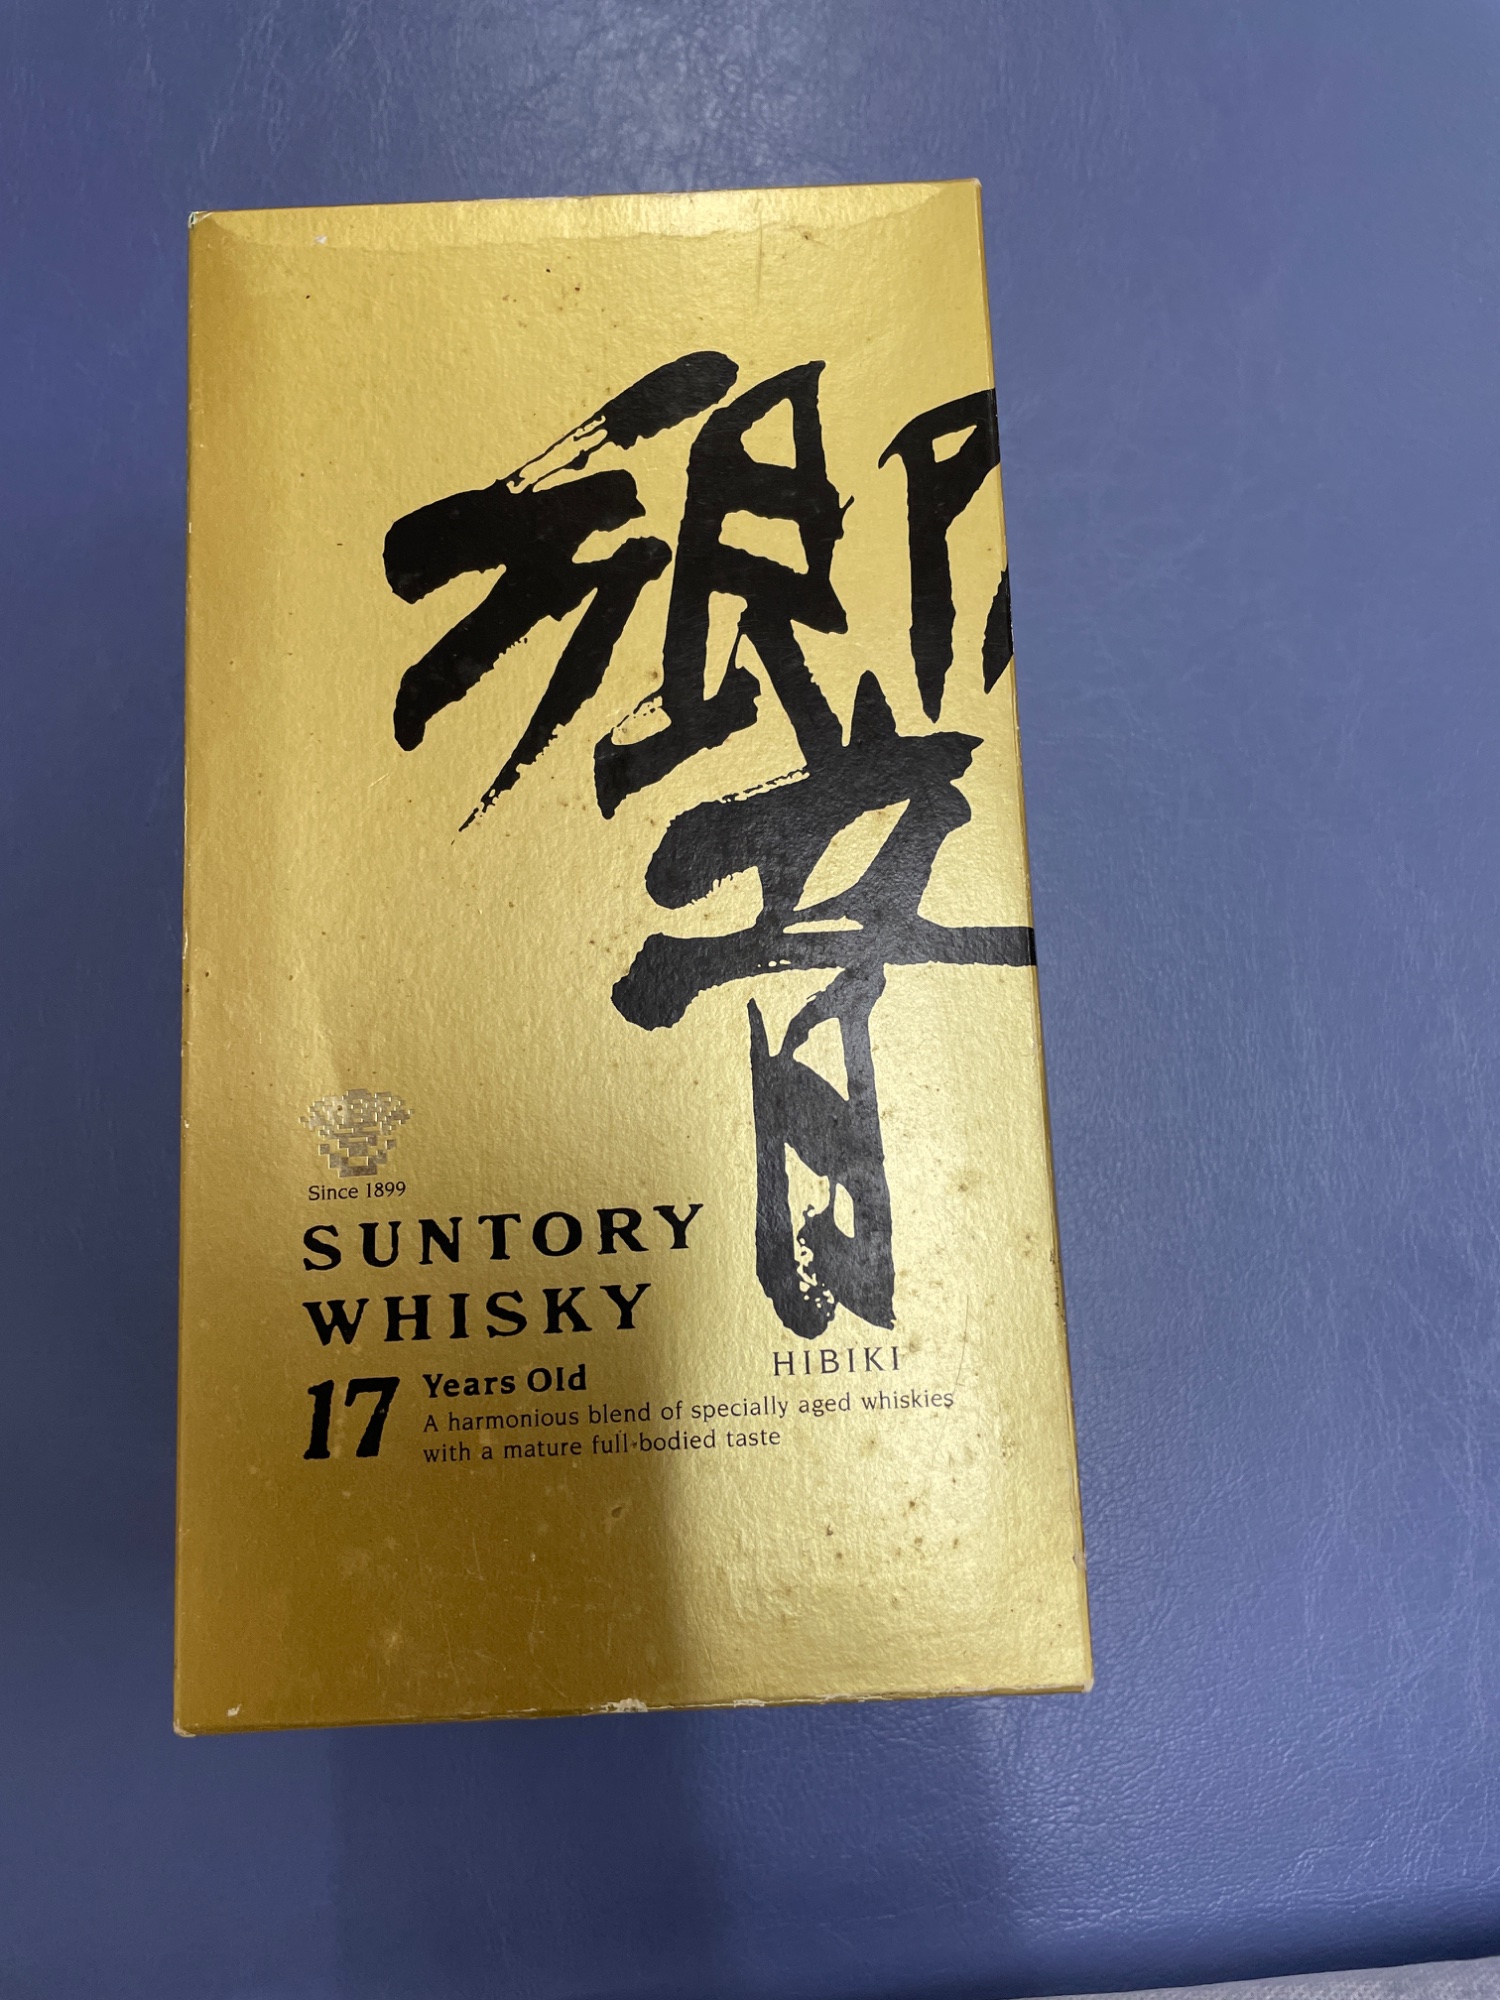 響
Since 1899
SUNTORY
WHISKY
HIBIKI
17 Years Old
A harmonious blend of specially aged whiskies
with a mature full-bodied taste